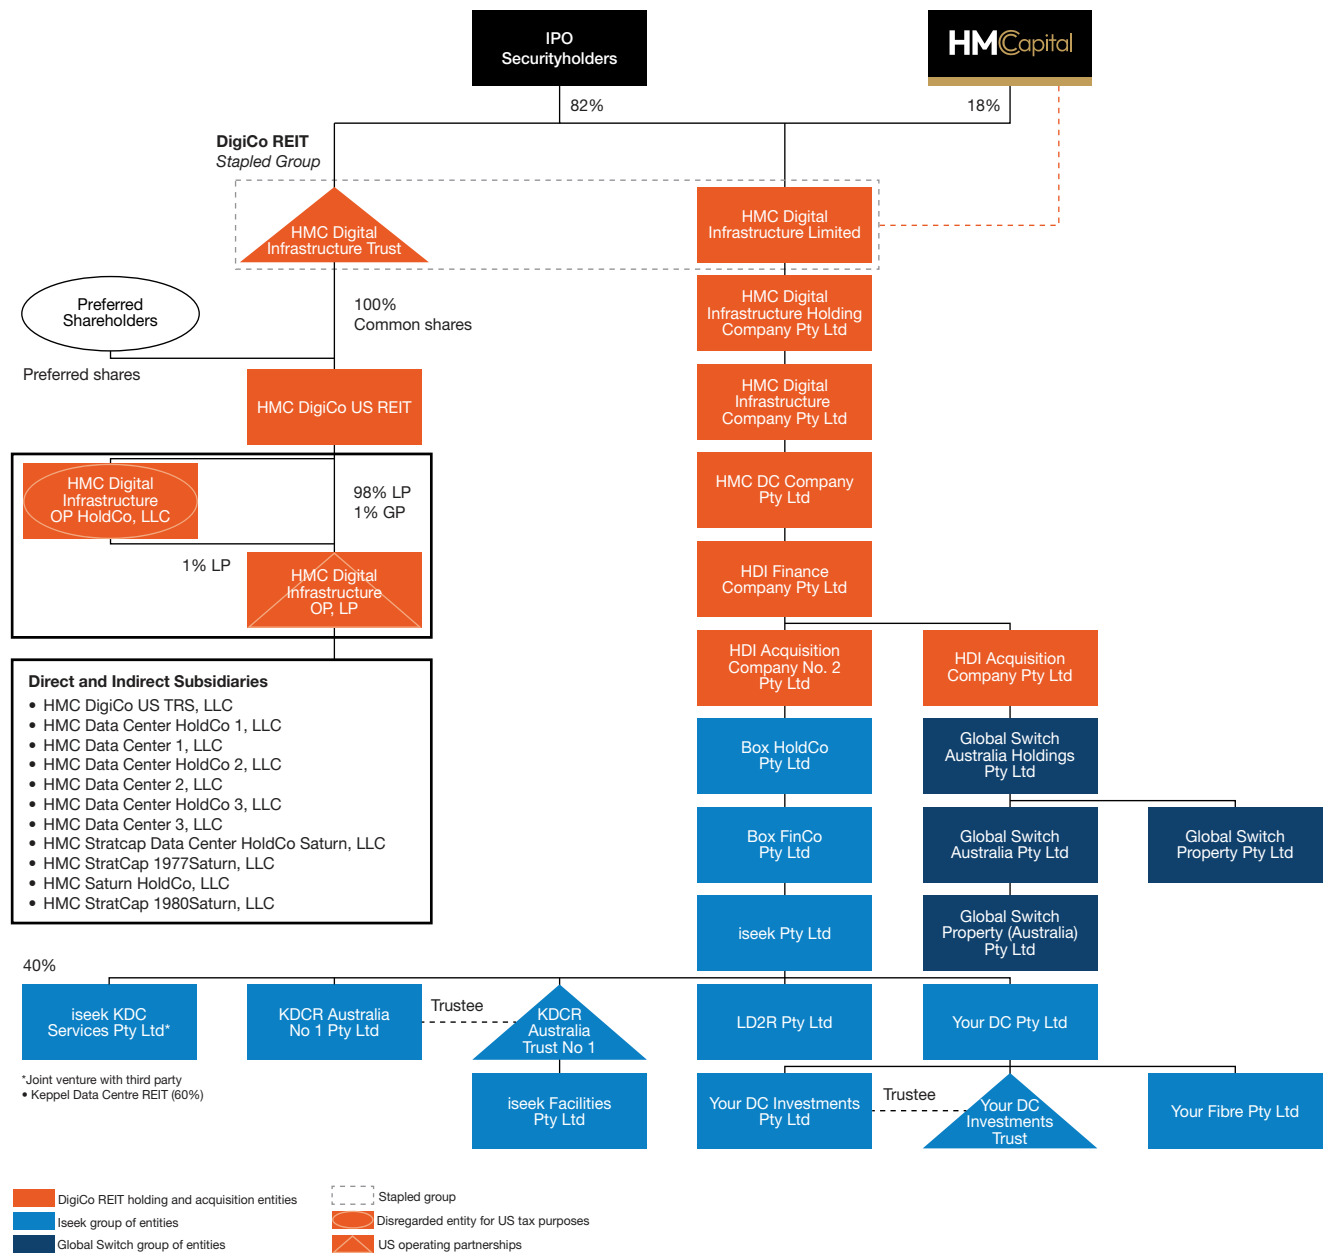 IPO
Securityholders
HMCCapital
82%
18%
DigiCo REIT
Stapled Group
HMC Digital
Infrastructure Trust
HMC Digital
Infrastructure Limited
Preferred
Shareholders
100%
Common shares
HMC Digital
Infrastructure Holding
Company Pty Ltd
Preferred shares
HMC DigiCo US REIT
HMC Digital
Infrastructure
Company Pty Ltd
HMC Digital
Infrastructure
OP HoldCo, LLC
98% LP
1% GP
HMC DC Company
Pty Ltd
1% LP
HMC Digital
Infrastructure
OP, LP
HDI Finance
Company Pty Ltd
HDI Acquisition
Company No. 2
Pty Ltd
HDI Acquisition
Company Pty Ltd
Direct and Indirect Subsidiaries
• HMC DigiCo US TRS, LLC
• HMC Data Center HoldCo 1, LLC
• HMC Data Center 1, LLC
• HMC Data Center HoldCo 2, LLC
• HMC Data Center 2, LLC
• HMC Data Center HoldCo 3, LLC
• HMC Data Center 3, LLC
• HMC Stratcap Data Center HoldCo Saturn, LLC
• HMC StratCap 1977Saturn, LLC
• HMC Saturn HoldCo, LLC
• HMC StratCap 1980Saturn, LLC
Box HoldCo
Pty Ltd
Global Switch
Australia Holdings
Pty Ltd
Box FinCo
Pty Ltd
Global Switch
Australia Pty Ltd
Global Switch
Property Pty Ltd
iseek Pty Ltd
Global Switch
Property (Australia)
Pty Ltd
40%
iseek KDC
Services Pty Ltd*
KDCR Australia
No 1 Pty Ltd
Trustee
KDCR
Australia
Trust No 1
LD2R Pty Ltd
Your DC Pty Ltd
*Joint venture with third party
• Keppel Data Centre REIT (60%)
iseek Facilities
Pty Ltd
Your DC Investments
Pty Ltd
Trustee
Your DC
Investments
Trust
Your Fibre Pty Ltd
DigiCo REIT holding and acquisition entities
Iseek group of entities
Global Switch group of entities
Stapled group
Disregarded entity for US tax purposes
US operating partnerships